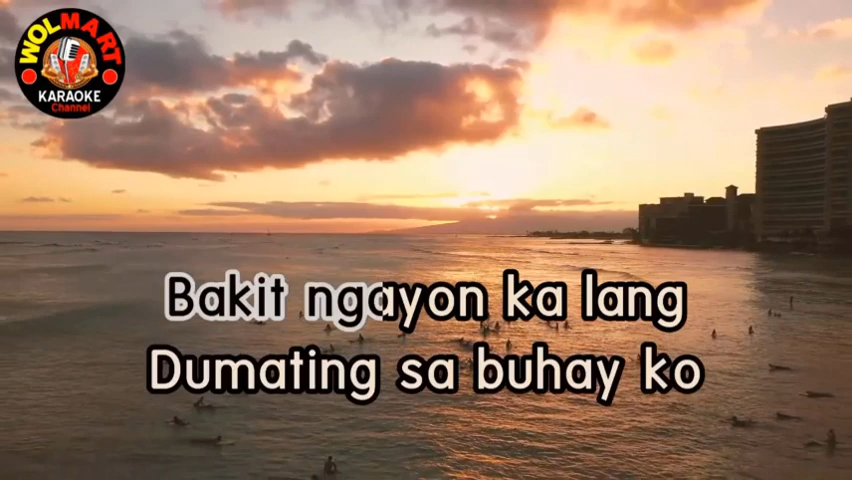 WOLMART
KARAOKE
Channel
Bakit ngayon ka lang
Dumating sa buhay ko